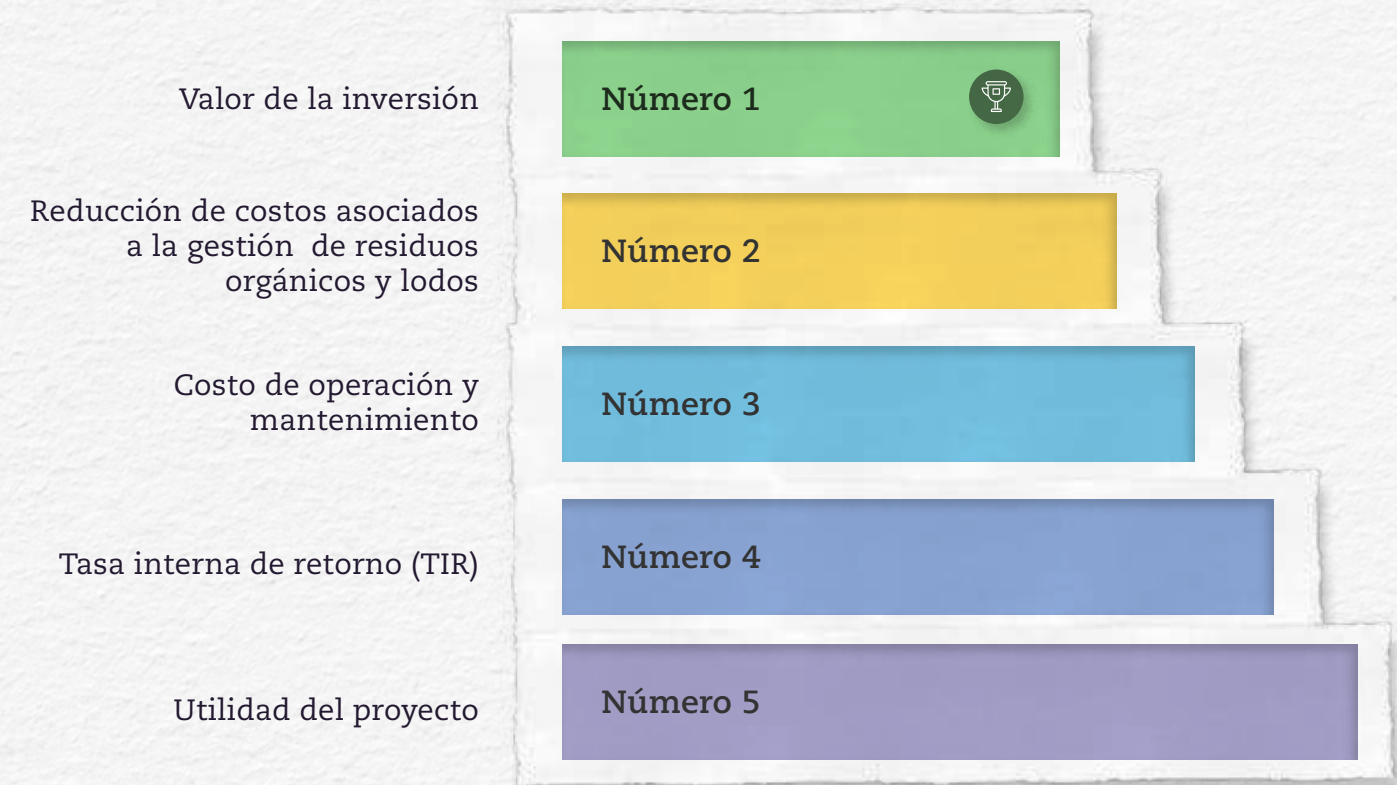 Valor de la inversión
Número 1
Reducción de costos asociados
a la gestión de residuos
orgánicos y lodos
Número 2
Costo de operación y
mantenimiento
Número 3
Tasa interna de retorno (TIR)
Número 4
Utilidad del proyecto
Número 5